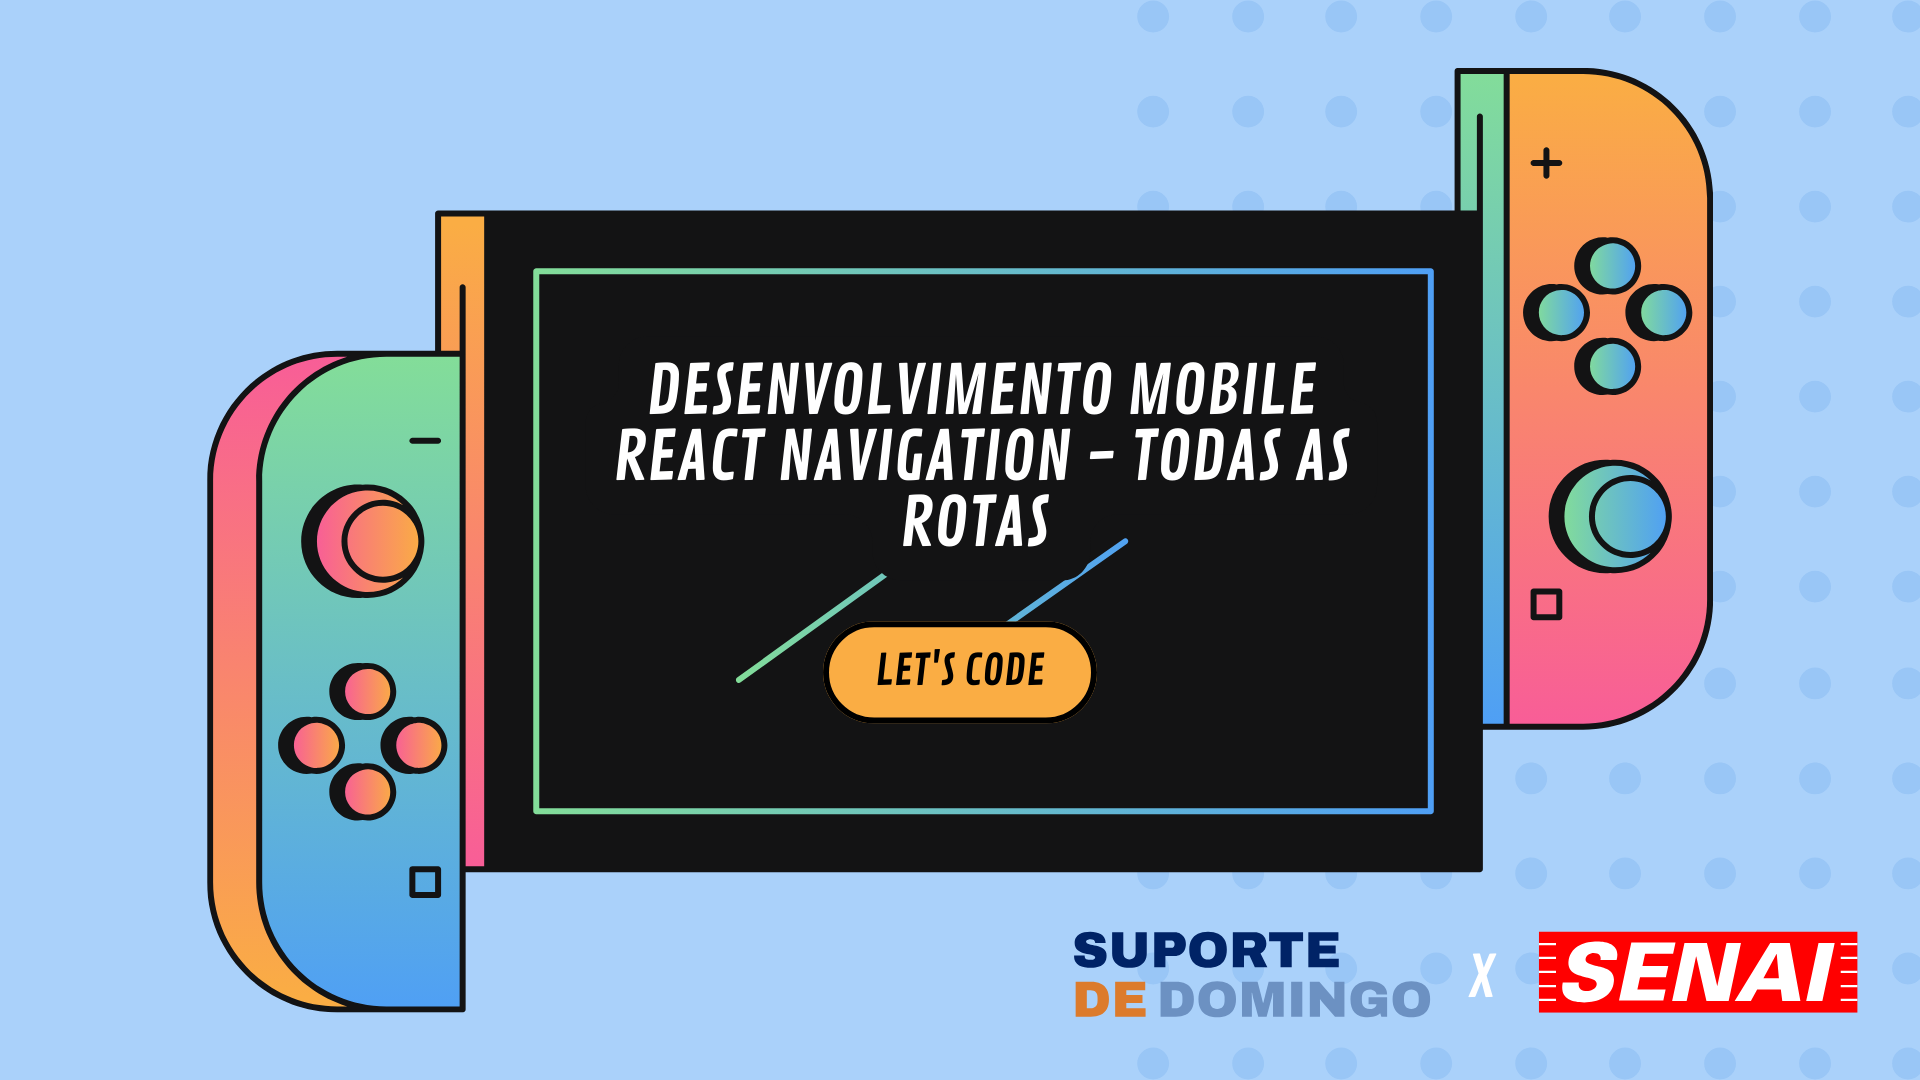 DESENVOLVIMENTO MOBILE
REACT NAVIGATION – TODAS AS
ROTAS
LET'S CODE
SUPORTE
DE DOMINGO
X
SENAI